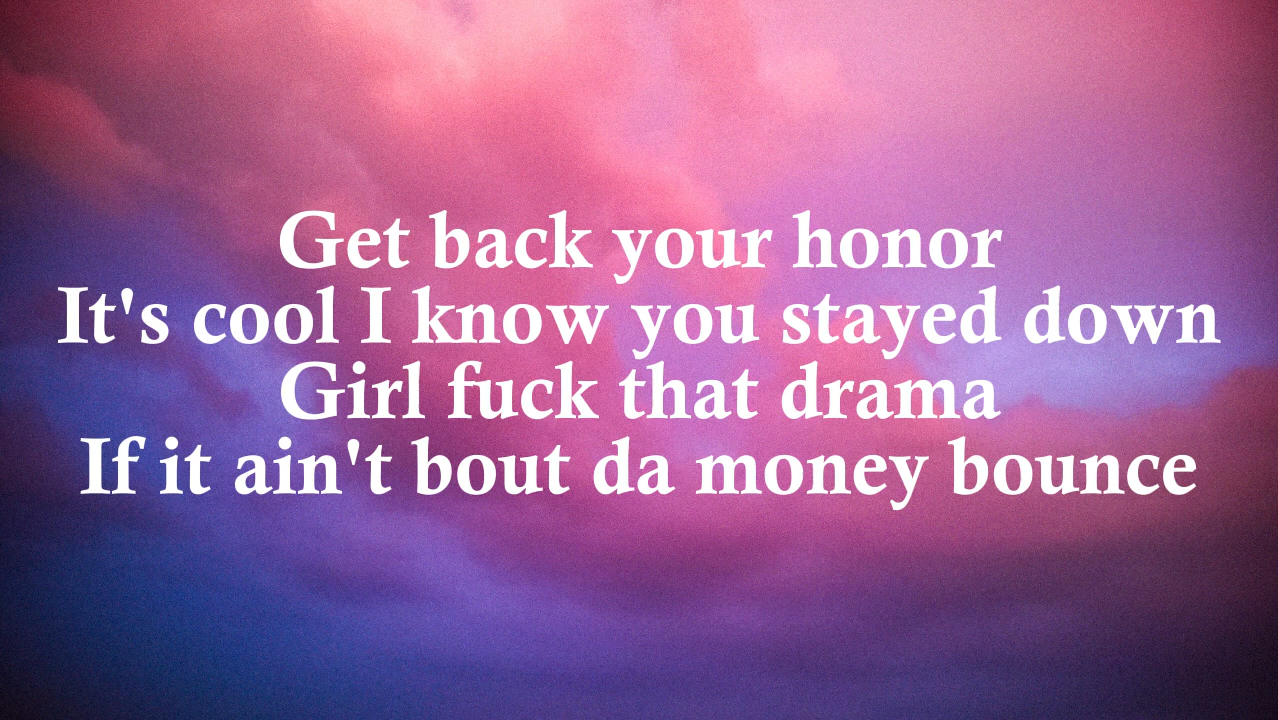 Get back your honor
It's cool I know you stayed down
Girl fuck that drama
If it ain't bout da money bounce